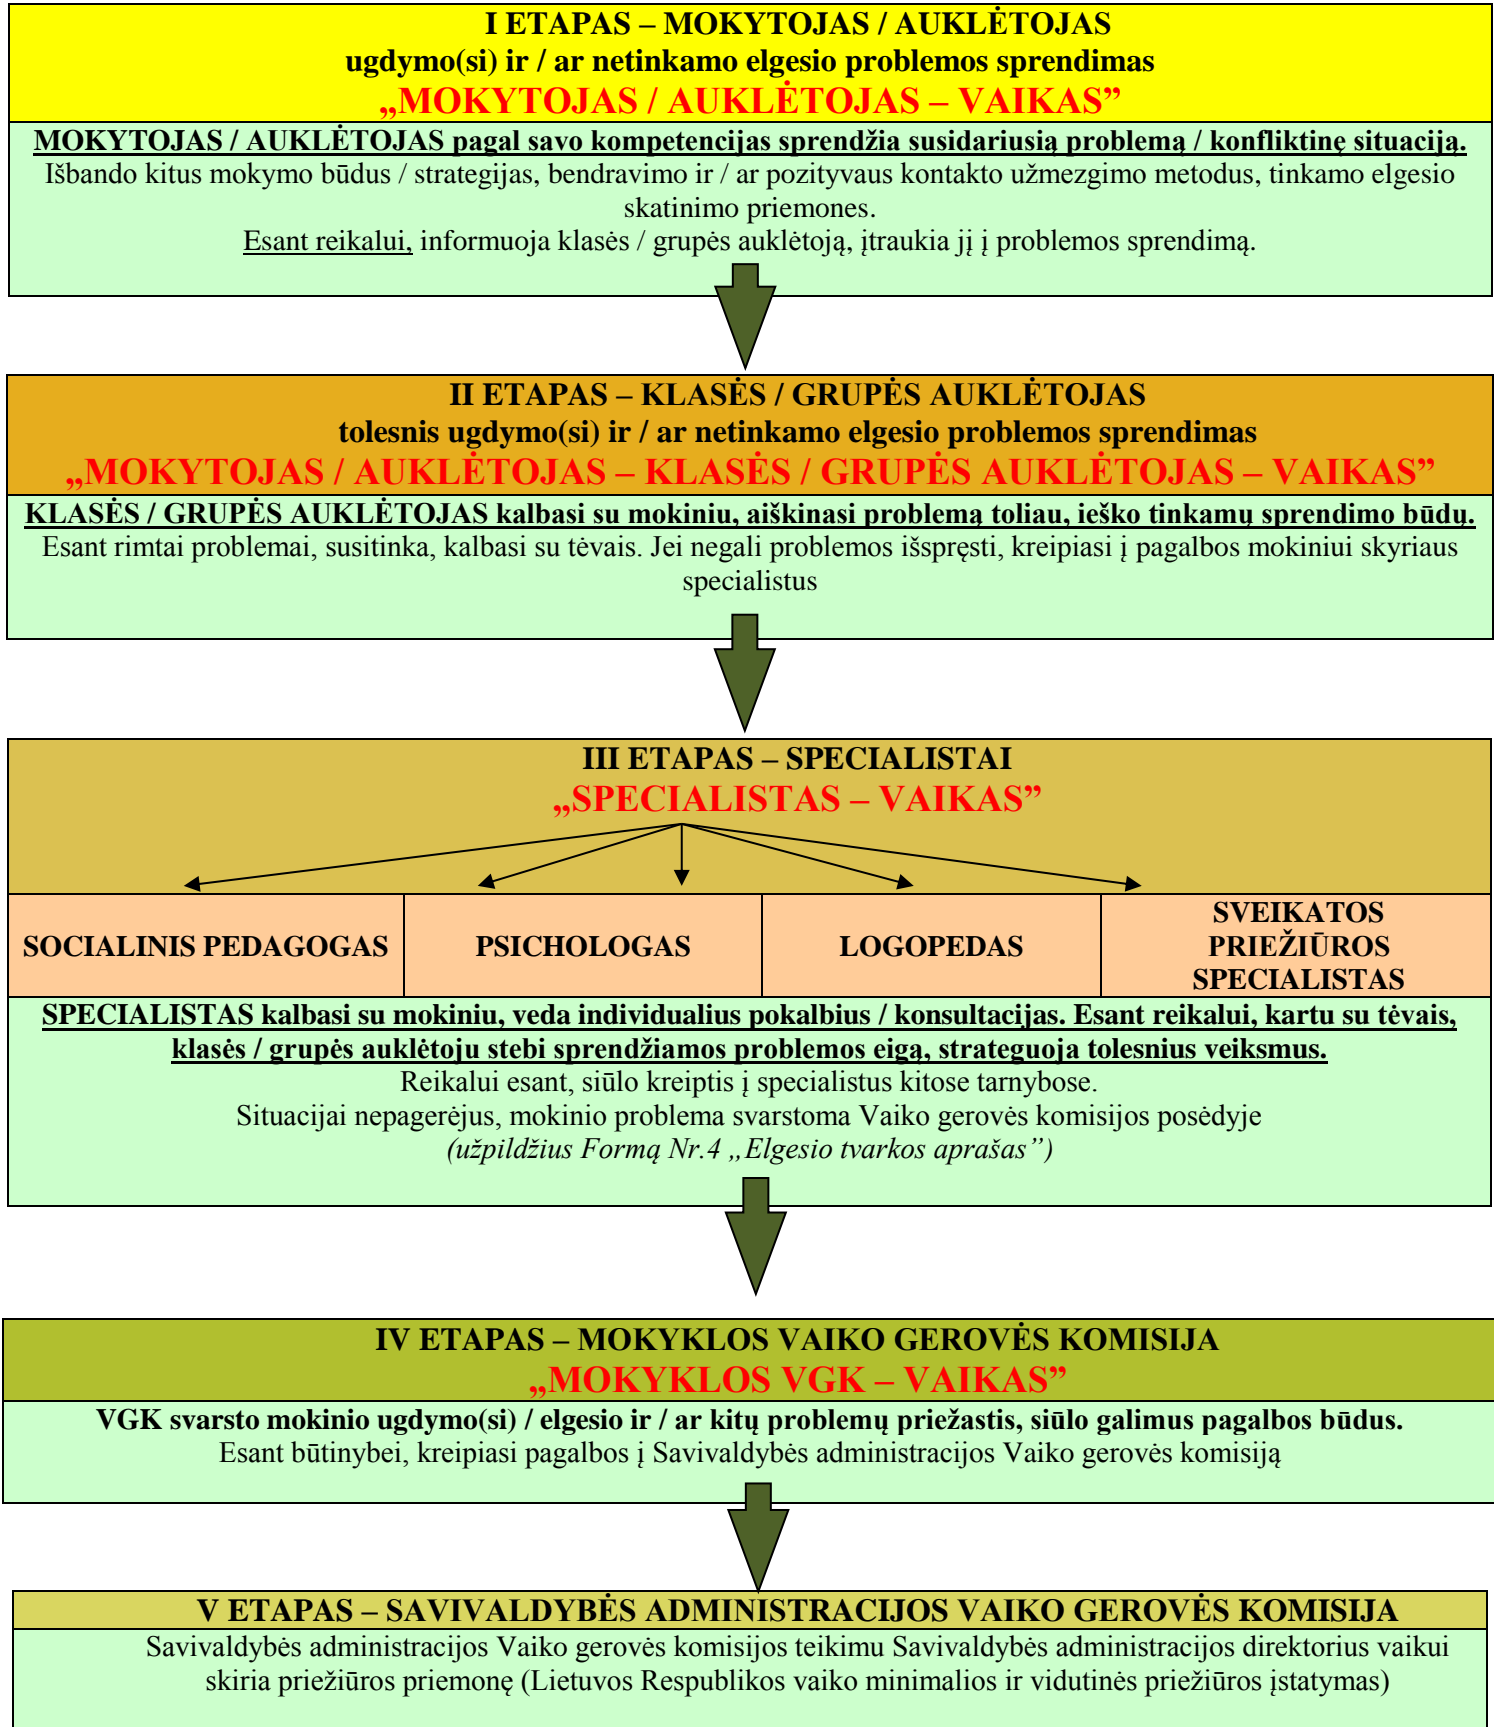 I ETAPAS – MOKYTOJAS / AUKLĖTOJAS
ugdymo(si) ir / ar netinkamo elgesio problemos sprendimas
„MOKYTOJAS / AUKLĖTOJAS – VAIKAS”
MOKYTOJAS / AUKLĖTOJAS pagal savo kompetencijas sprendžia susidariusią problemą / konfliktinę situaciją.
Išbando kitus mokymo būdus / strategijas, bendravimo ir / ar pozityvaus kontakto užmezgimo metodus, tinkamo elgesio
skatinimo priemones.
Esant reikalui, informuoja klasės / grupės auklėtoją, įtraukia jį į problemos sprendimą.
II ETAPAS – KLASĖS / GRUPĖS AUKLĖTOJAS
tolesnis ugdymo(si) ir / ar netinkamo elgesio problemos sprendimas
„MOKYTOJAS / AUKLĖTOJAS – KLASĖS / GRUPĖS AUKLĖTOJAS – VAIKAS”
KLASĖS / GRUPĖS AUKLĖTOJAS kalbasi su mokiniu, aiškinasi problemą toliau, ieško tinkamų sprendimo būdų.
Esant rimtai problemai, susitinka, kalbasi su tėvais. Jei negali problemos išspręsti, kreipiasi į pagalbos mokiniui skyriaus
specialistus
III ETAPAS – SPECIALISTAI
„SPECIALISTAS – VAIKAS”
SOCIALINIS PEDAGOGAS
PSICHOLOGAS
LOGOPEDAS
SVEIKATOS
PRIEŽIŪROS
SPECIALISTAS
SPECIALISTAS kalbasi su mokiniu, veda individualius pokalbius / konsultacijas. Esant reikalui, kartu su tėvais,
klasės / grupės auklėtoju stebi sprendžiamos problemos eigą, strateguoja tolesnius veiksmus.
Reikalui esant, siūlo kreiptis į specialistus kitose tarnybose.
Situacijai nepagerėjus, mokinio problema svarstoma Vaiko gerovės komisijos posėdyje
(užpildžius Formą Nr.4 „Elgesio tvarkos aprašas”)
IV ETAPAS – MOKYKLOS VAIKO GEROVĖS KOMISIJA
„MOKYKLOS VGK – VAIKAS”
VGK svarsto mokinio ugdymo(si) / elgesio ir / ar kitų problemų priežastis, siūlo galimus pagalbos būdus.
Esant būtinybei, kreipiasi pagalbos į Savivaldybės administracijos Vaiko gerovės komisiją
V ETAPAS – SAVIVALDYBĖS ADMINISTRACIJOS VAIKO GEROVĖS KOMISIJA
Savivaldybės administracijos Vaiko gerovės komisijos teikimu Savivaldybės administracijos direktorius vaikui
skiria priežiūros priemonę (Lietuvos Respublikos vaiko minimalios ir vidutinės priežiūros įstatymas)